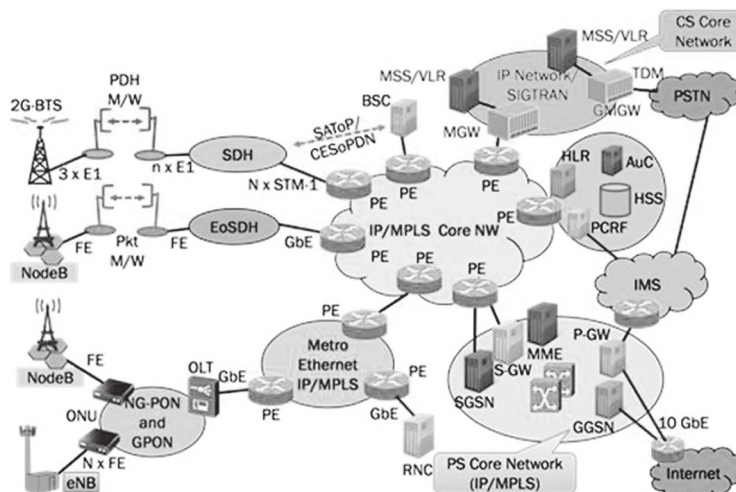 MSS/VLR
CS Core
Network
PDH
M/W
MSS/VLR
IP Network/
SIGTRAN
TDM
2G-BTS
BSC
GMGW
PSTN
SAToP/
CESoPDN
MGW
3 x E1
n x E1
SDH
N x STM-1
PE
PE
PE
HLR
AuC
HSS
PE
PCRF
FE
Pkt
M/W
FE
EoSDH
GbE
IP/MPLS Core NW
NodeB
PE
PE
PE
IMS
PE
Metro
Ethernet
IP/MPLS
P-GW
MME
S-GW
FE
OLT
GbE
NodeB
PE
PE
SGSN
GGSN
ONU
NG-PON
and
GPON
GbE
10 GbE
N x FE
eNB
RNC
PS Core Network
(IP/MPLS)
Internet